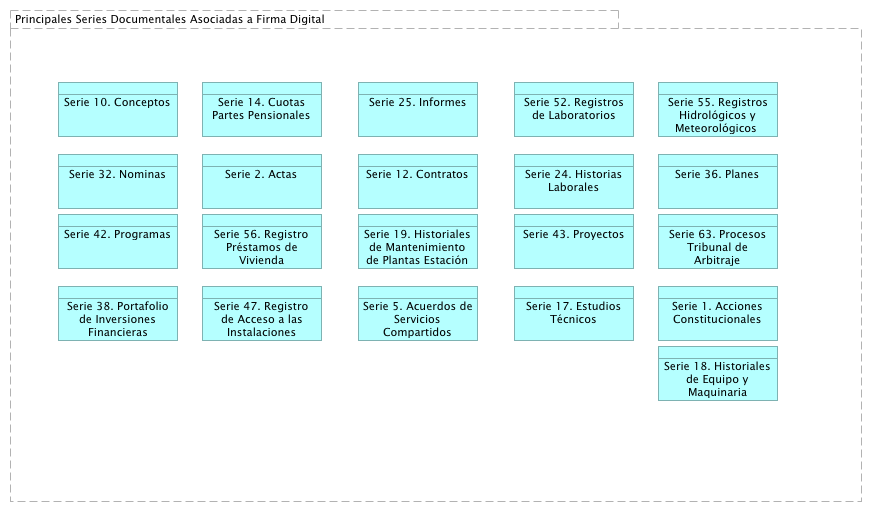 Principales Series Documentales Asociadas a Firma Digital
Serie 10. Conceptos
Serie 14. Cuotas
Partes Pensionales
Serie 25. Informes
Serie 52. Registros
de Laboratorios
Serie 55. Registros
Hidrológicos y
Meteorológicos
Serie 32. Nominas
Serie 2. Actas
Serie 12. Contratos
Serie 24. Historias
Laborales
Serie 36. Planes
Serie 42. Programas
Serie 56. Registro
Préstamos de
Vivienda
Serie 19. Historiales
de Mantenimiento
de Plantas Estación
Serie 43. Proyectos
Serie 63. Procesos
Tribunal de
Arbitraje
Serie 38. Portafolio
de Inversiones
Financieras
Serie 47. Registro
de Acceso a las
Instalaciones
Serie 5. Acuerdos de
Servicios
Compartidos
Serie 17. Estudios
Técnicos
Serie 1. Acciones
Constitucionales
Serie 18. Historiales
de Equipo y
Maquinaria